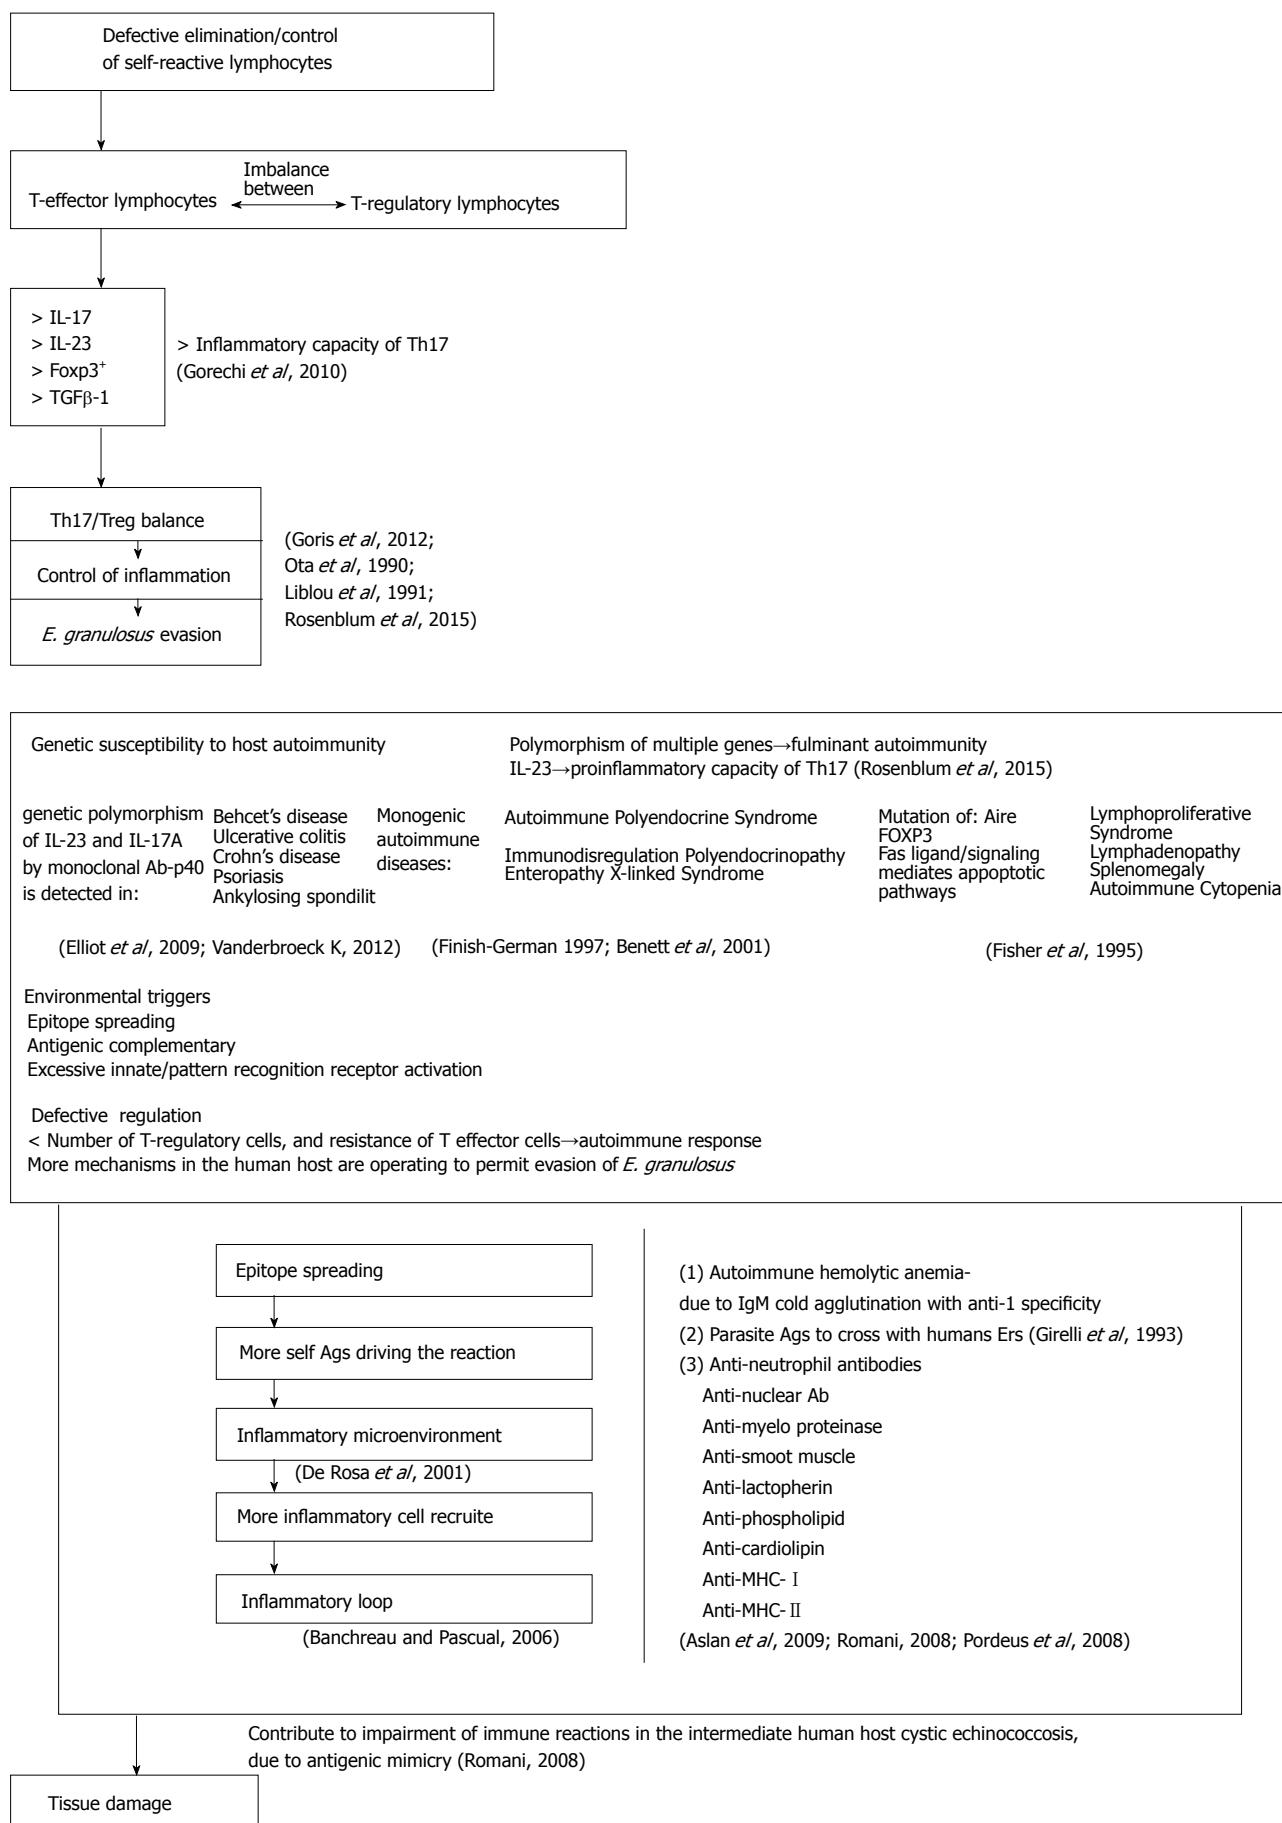 Defective elimination/control
of self-reactive lymphocytes
Imbalance
between
T-effector lymphocytes
T-regulatory lymphocytes
> IL-17
> IL-23
> Foxp3⁺
> TGFβ-1
> Inflammatory capacity of Th17
(Gorechi et al, 2010)
Th17/Treg balance
Control of inflammation
E. granulosus evasion
(Goris et al, 2012;
Ota et al, 1990;
Liblou et al, 1991;
Rosenblum et al, 2015)
Genetic susceptibility to host autoimmunity
Polymorphism of multiple genes→fulminant autoimmunity
IL-23→proinflammatory capacity of Th17 (Rosenblum et al, 2015)
genetic polymorphism
of IL-23 and IL-17A
by monoclonal Ab-p40
is detected in:
Behcet's disease
Ulcerative colitis
Crohn's disease
Psoriasis
Ankylosing spondilit
Monogenic
autoimmune
diseases:
Autoimmune Polyendocrine Syndrome
Immunodisregulation Polyendocrinopathy
Enteropathy X-linked Syndrome
Mutation of: Aire
FOXP3
Fas ligand/signaling
mediates appoptotic
pathways
Lymphoproliferative
Syndrome
Lymphadenopathy
Splenomegaly
Autoimmune Cytopenia
(Elliot et al, 2009; Vanderbroeck K, 2012)
(Finish-German 1997; Benett et al, 2001)
(Fisher et al, 1995)
Environmental triggers
Epitope spreading
Antigenic complementary
Excessive innate/pattern recognition receptor activation
Defective regulation
< Number of T-regulatory cells, and resistance of T effector cells→autoimmune response
More mechanisms in the human host are operating to permit evasion of E. granulosus
Epitope spreading
More self Ags driving the reaction
Inflammatory microenvironment
(De Rosa et al, 2001)
More inflammatory cell recruite
Inflammatory loop
(Banchreau and Pascual, 2006)
(1) Autoimmune hemolytic anemia-
due to IgM cold agglutination with anti-1 specificity
(2) Parasite Ags to cross with humans Ers (Girelli et al, 1993)
(3) Anti-neutrophil antibodies
Anti-nuclear Ab
Anti-myelo proteinase
Anti-smoot muscle
Anti-lactopherin
Anti-phospholipid
Anti-cardiolipin
Anti-MHC-Ⅰ
Anti-MHC-Ⅱ
(Aslan et al, 2009; Romani, 2008; Pordeus et al, 2008)
Contribute to impairment of immune reactions in the intermediate human host cystic echinococcosis,
due to antigenic mimicry (Romani, 2008)
Tissue damage